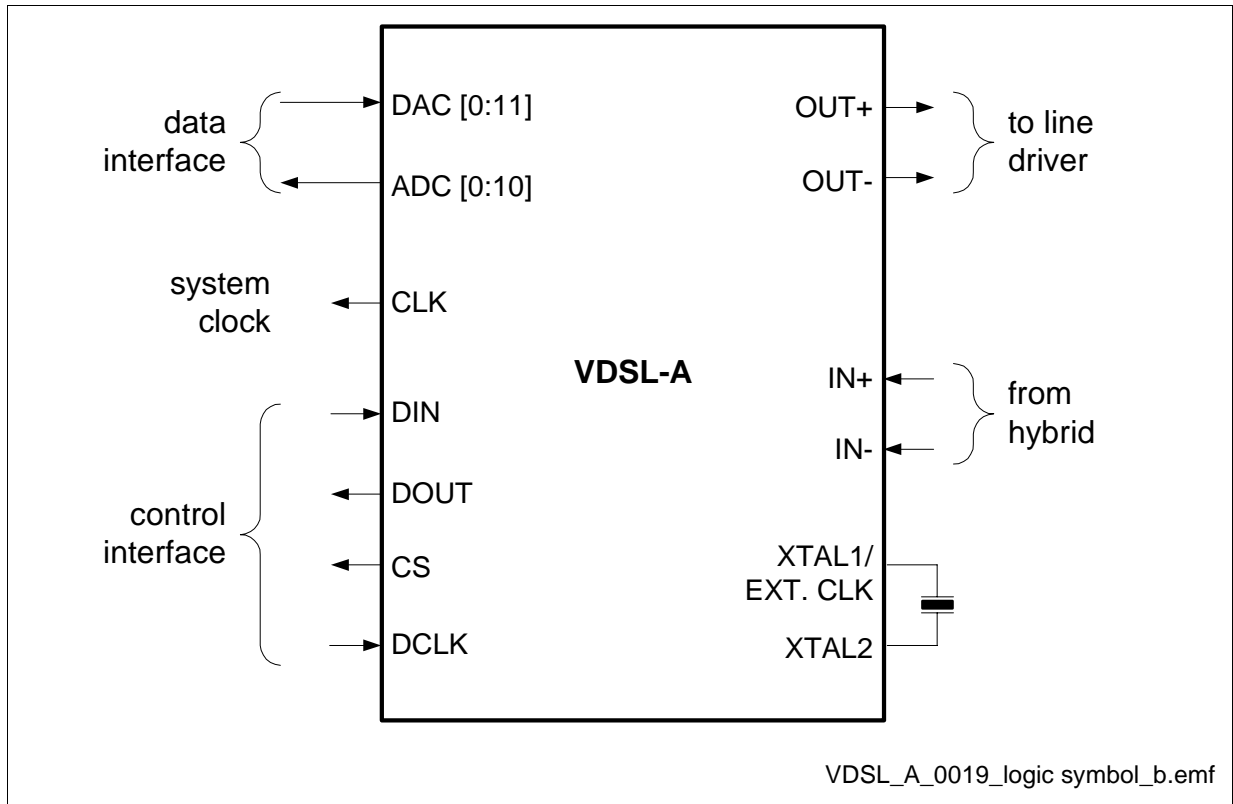 data
interface
DAC [0:11]
ADC [0:10]
system
clock
CLK
control
interface
DIN
DOUT
CS
DCLK
VDSL-A
OUT+
OUT-
to line
driver
IN+
IN-
from
hybrid
XTAL1/
EXT. CLK
XTAL2
VDSL_A_0019_logic symbol_b.emf